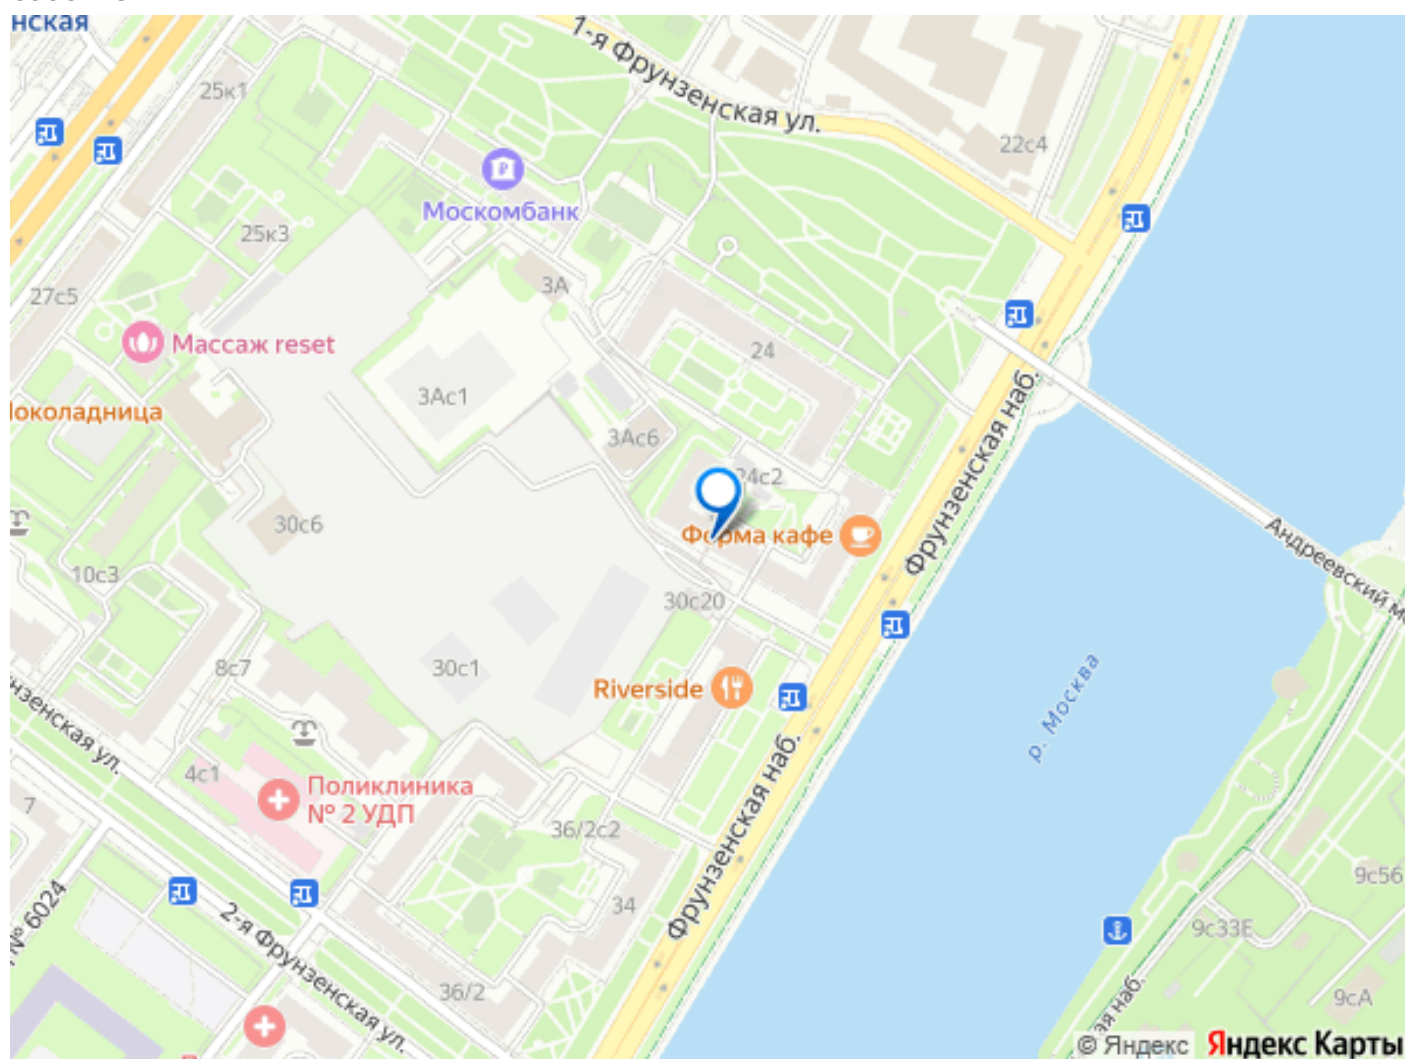 нская
1-я Фрунзенская ул.
25к1
22с4
Москомбанк
25к3
3А
27с5
Массаж reset
24
3Ас1
Фрунзенская наб.
Шоколадница
3Ас6
24с2
30с6
Форма кафе
Андреевский мо
10с3
30с20
8с7
30с1
Riverside
р. Москва
нзенская ул.
4с1
Поликлиника
№ 2 УДП
7
36/2с2
Фрунзенская наб.
34
9с56
№ 6024
2-я Фрунзенская ул.
9с33Е
36/2
ая наб.
9сА
© Яндекс Яндекс Карты